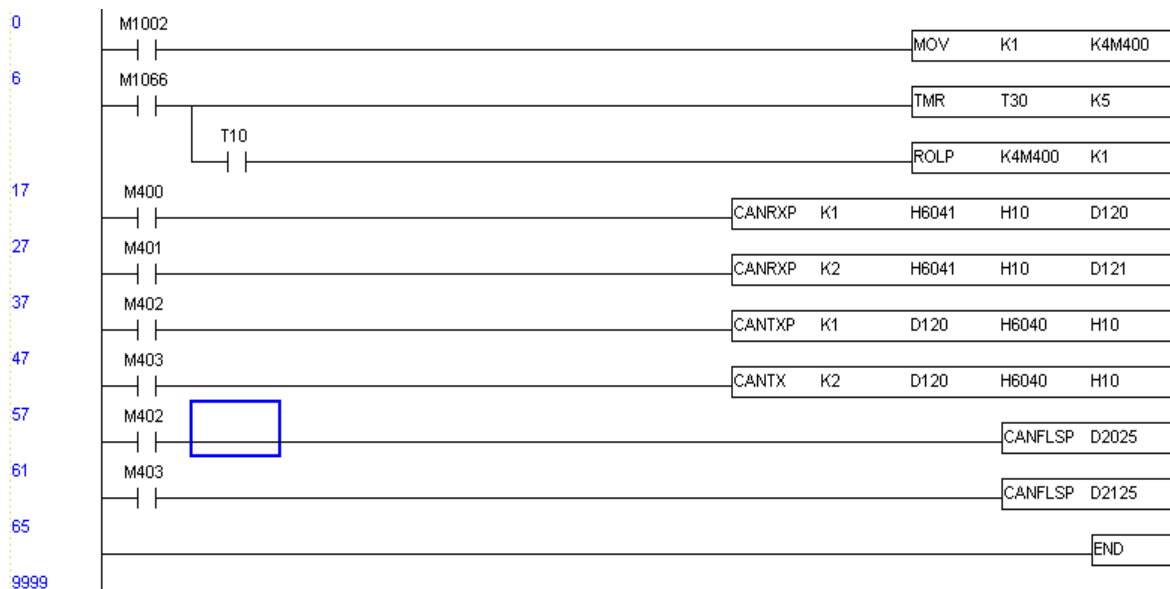 0
M1002
MOV K1 K4M400
6
M1066
TMR T30 K5
T10
ROLP K4M400 K1
17
M400
CANRXP K1 H6041 H10 D120
27
M401
CANRXP K2 H6041 H10 D121
37
M402
CANTXP K1 D120 H6040 H10
47
M403
CANTX K2 D120 H6040 H10
57
M402
CANFLSP D2025
61
M403
CANFLSP D2125
65
END
9999